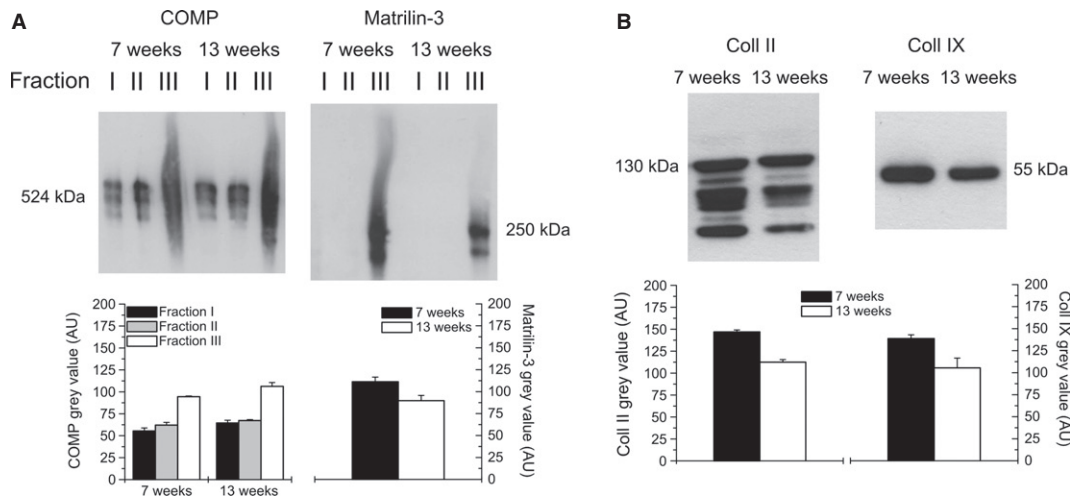 A
COMP
Matrilin-3
7 weeks 13 weeks
7 weeks 13 weeks
Fraction I II III I II III
I II III I II III
524 kDa
250 kDa
COMP grey value (AU)
200
175
150
125
100
75
50
25
0
Fraction I
Fraction II
Fraction III
7 weeks 13 weeks
7 weeks
13 weeks
200
175
150
125
100
75
50
25
0
Matrilin-3 grey value (AU)
B
Coll II
Coll IX
7 weeks 13 weeks
7 weeks 13 weeks
130 kDa
55 kDa
Coll II grey value (AU)
200
175
150
125
100
75
50
25
0
7 weeks
13 weeks
200
175
150
125
100
75
50
25
0
Coll IX grey value
(AU)